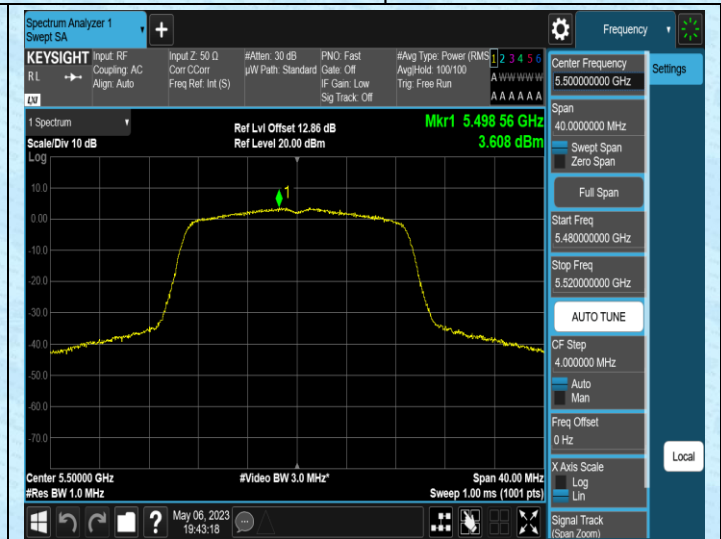 Spectrum Analyzer 1
Swept SA
Frequency
KEYSIGHT
R L
LXI
Input: RF
Coupling: AC
Align: Auto
Input Z: 50 Ω
Corr CCorr
Freq Ref: Int (S)
#Atten: 30 dB
µW Path: Standard
PNO: Fast
Gate: Off
IF Gain: Low
Sig Track: Off
#Avg Type: Power (RMS
Avg|Hold: 100/100
Trig: Free Run
1 2 3 4 5 6
A W W W W W
A A A A A A
1 Spectrum
Scale/Div 10 dB
Log
Ref Lvl Offset 12.86 dB
Ref Level 20.00 dBm
Mkr1 5.498 56 GHz
3.608 dBm
1
10.0
0.00
-10.0
-20.0
-30.0
-40.0
-50.0
-60.0
-70.0
Center 5.50000 GHz
#Res BW 1.0 MHz
#Video BW 3.0 MHz*
Span 40.00 MHz
Sweep 1.00 ms (1001 pts)
?
May 06, 2023
19:43:18
Center Frequency
5.500000000 GHz
Span
40.0000000 MHz
Swept Span
Zero Span
Full Span
Start Freq
5.480000000 GHz
Stop Freq
5.520000000 GHz
AUTO TUNE
CF Step
4.000000 MHz
Auto
Man
Freq Offset
0 Hz
X Axis Scale
Log
Lin
Signal Track
(Span Zoom)
Settings
Local